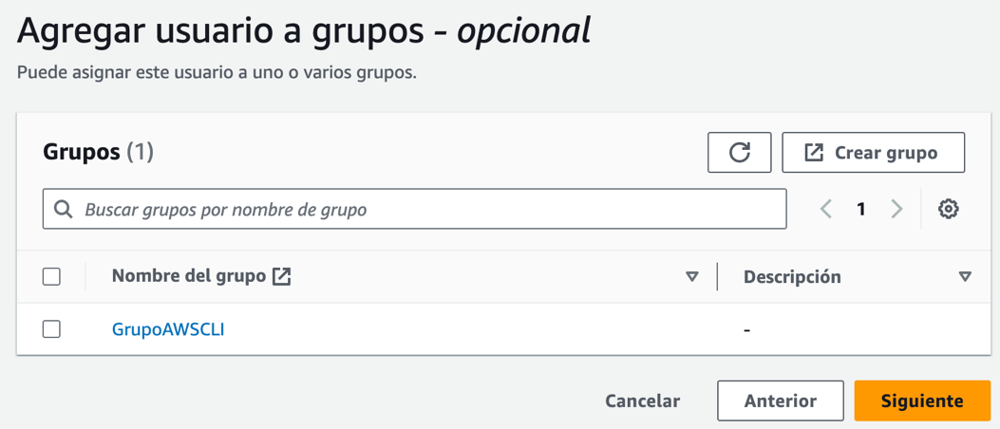 Agregar usuario a grupos - opcional
Puede asignar este usuario a uno o varios grupos.
Grupos (1)
Crear grupo
Buscar grupos por nombre de grupo
1
Nombre del grupo
Descripción
GrupoAWSCLI
-
Cancelar
Anterior
Siguiente